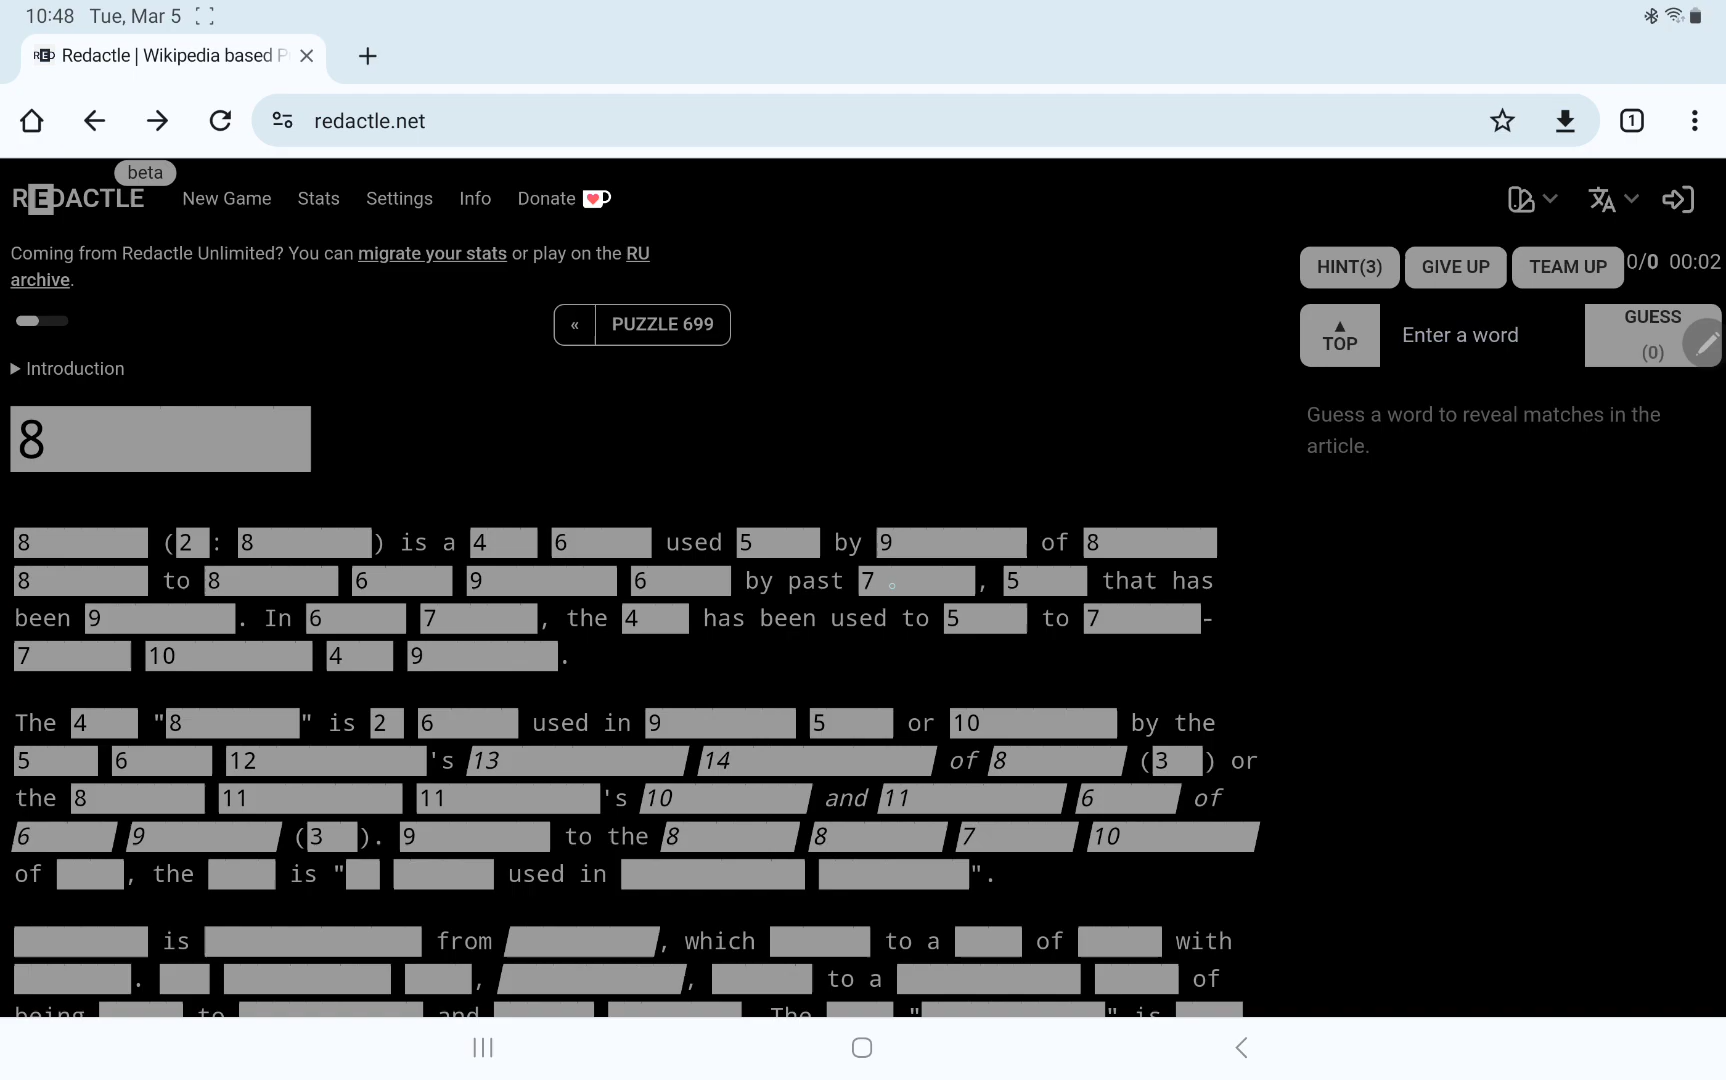 10:48 Tue, Mar 5
RED Redactle | Wikipedia based P
redactle.net 1
beta
REDACTLE New Game Stats Settings Info Donate
Coming from Redactle Unlimited? You can migrate your stats or play on the RU
archive.
HINT(3) GIVE UP TEAM UP 0/0 00:02
« PUZZLE 699
▲
TOP
Enter a word
GUESS
(0)
▶ Introduction
8
Guess a word to reveal matches in the
article.
8 (2 : 8 ) is a 4 6 used 5 by 9 of 8
8 to 8 6 9 6 by past 7 , 5 that has
been 9 . In 6 7 , the 4 has been used to 5 to 7 -
7 10 4 9 .
The 4 "8 " is 2 6 used in 9 5 or 10 by the
5 6 12 's 13 14 of 8 (3 ) or
the 8 11 11 's 10 and 11 6 of
6 9 (3 ). 9 to the 8 8 7 10
of , the is " used in ".
is from , which to a of with
. , , to a of
being to and . The " " is